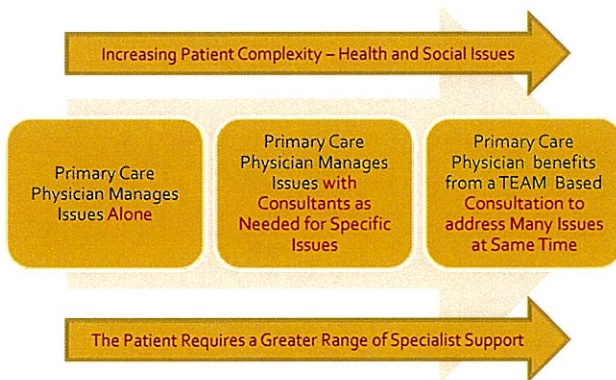 Increasing Patient Complexity – Health and Social Issues
Primary Care
Physician Manages
Issues Alone
Primary Care
Physician Manages
Issues with
Consultants as
Needed for Specific
Issues
Primary Care
Physician benefits
from a TEAM Based
Consultation to
address Many Issues
at Same Time
The Patient Requires a Greater Range of Specialist Support